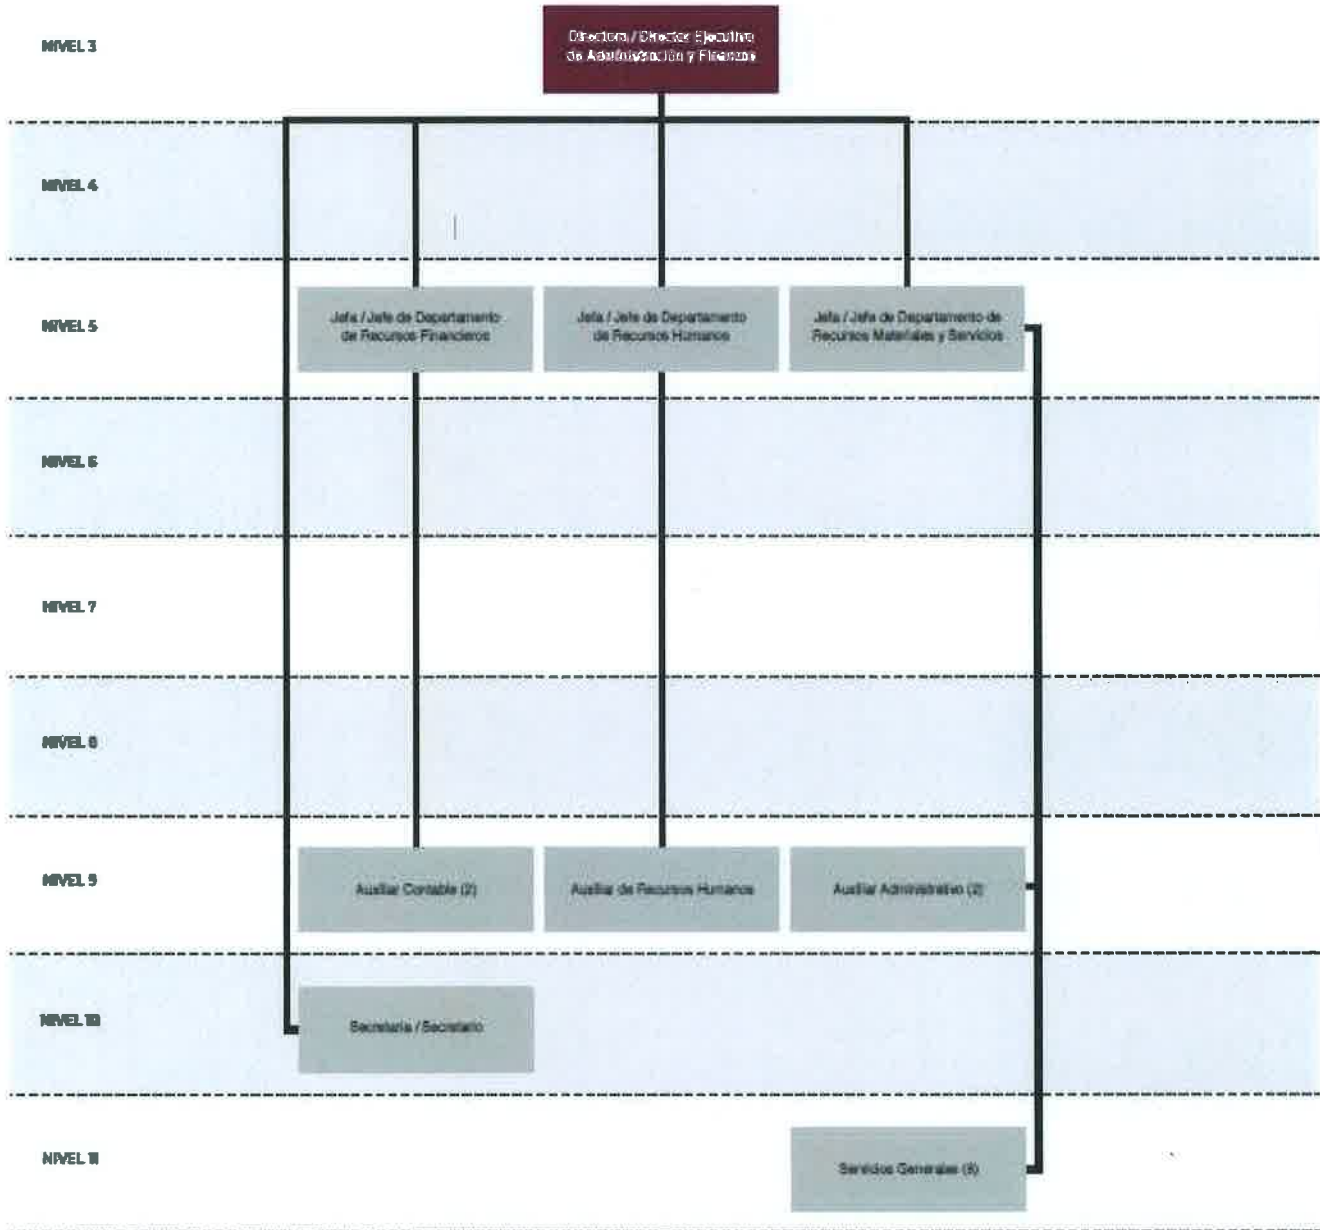 NIVEL 3
Directora / Director Ejecutivo
de Administración y Finanzas
NIVEL 4
NIVEL 5
Jefa / Jefe de Departamento
de Recursos Financieros
Jefa / Jefe de Departamento
de Recursos Humanos
Jefa / Jefe de Departamento de
Recursos Materiales y Servicios
NIVEL 6
NIVEL 7
NIVEL 8
NIVEL 9
Auxiliar Contable (2)
Auxiliar de Recursos Humanos
Auxiliar Administrativo (2)
NIVEL 10
Secretaria / Secretario
NIVEL 11
Servicios Generales